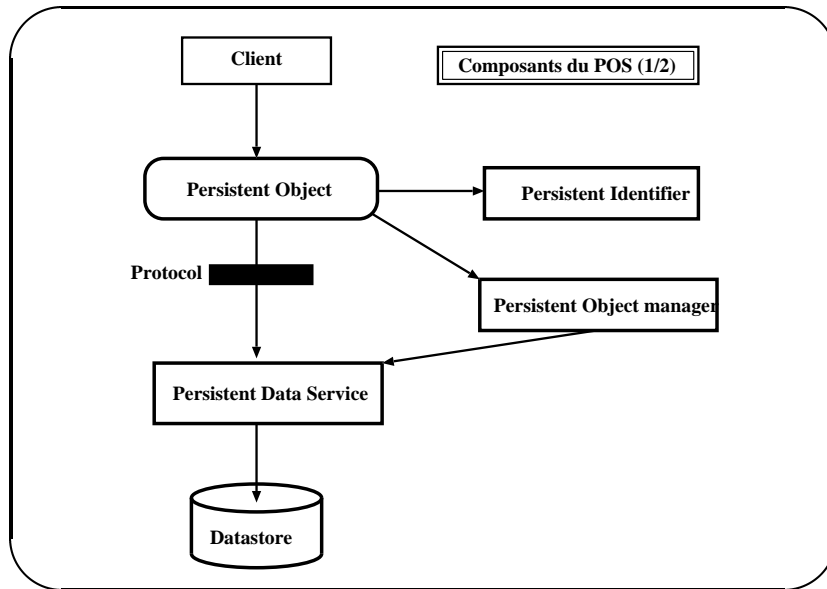 Client
Composants du POS (1/2)
Persistent Object
Persistent Identifier
Protocol
Persistent Object manager
Persistent Data Service
Datastore